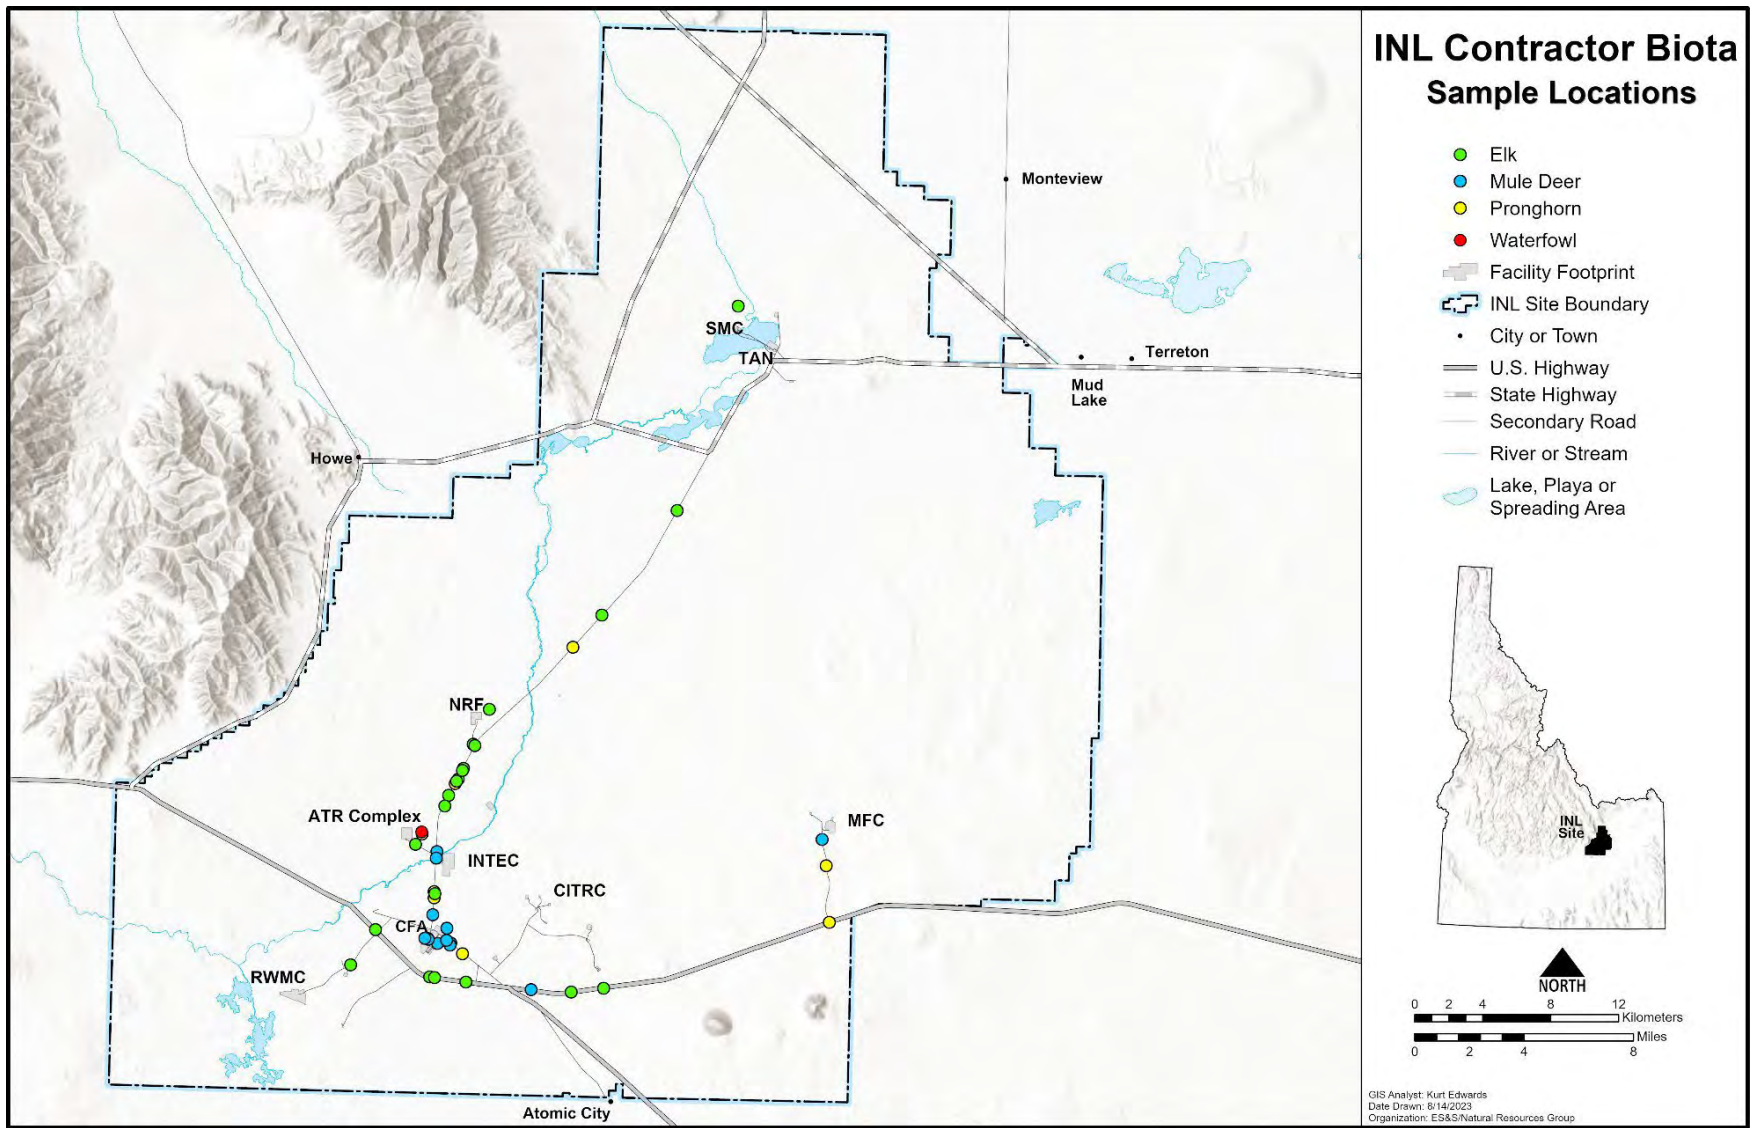 INL Contractor Biota
Sample Locations
Elk
Mule Deer
Pronghorn
Waterfowl
Facility Footprint
INL Site Boundary
City or Town
U.S. Highway
State Highway
Secondary Road
River or Stream
Lake, Playa or
Spreading Area
Monteview
SMC
TAN
Terreton
Mud
Lake
Howe
NRF
ATR Complex
INTEC
MFC
CITRC
CFA
RWMC
Atomic City
INL
Site
NORTH
0 2 4 8 12
Kilometers
Miles
0 2 4 8
GIS Analyst: Kurt Edwards
Date Drawn: 8/14/2023
Organization: ES&S/Natural Resources Group